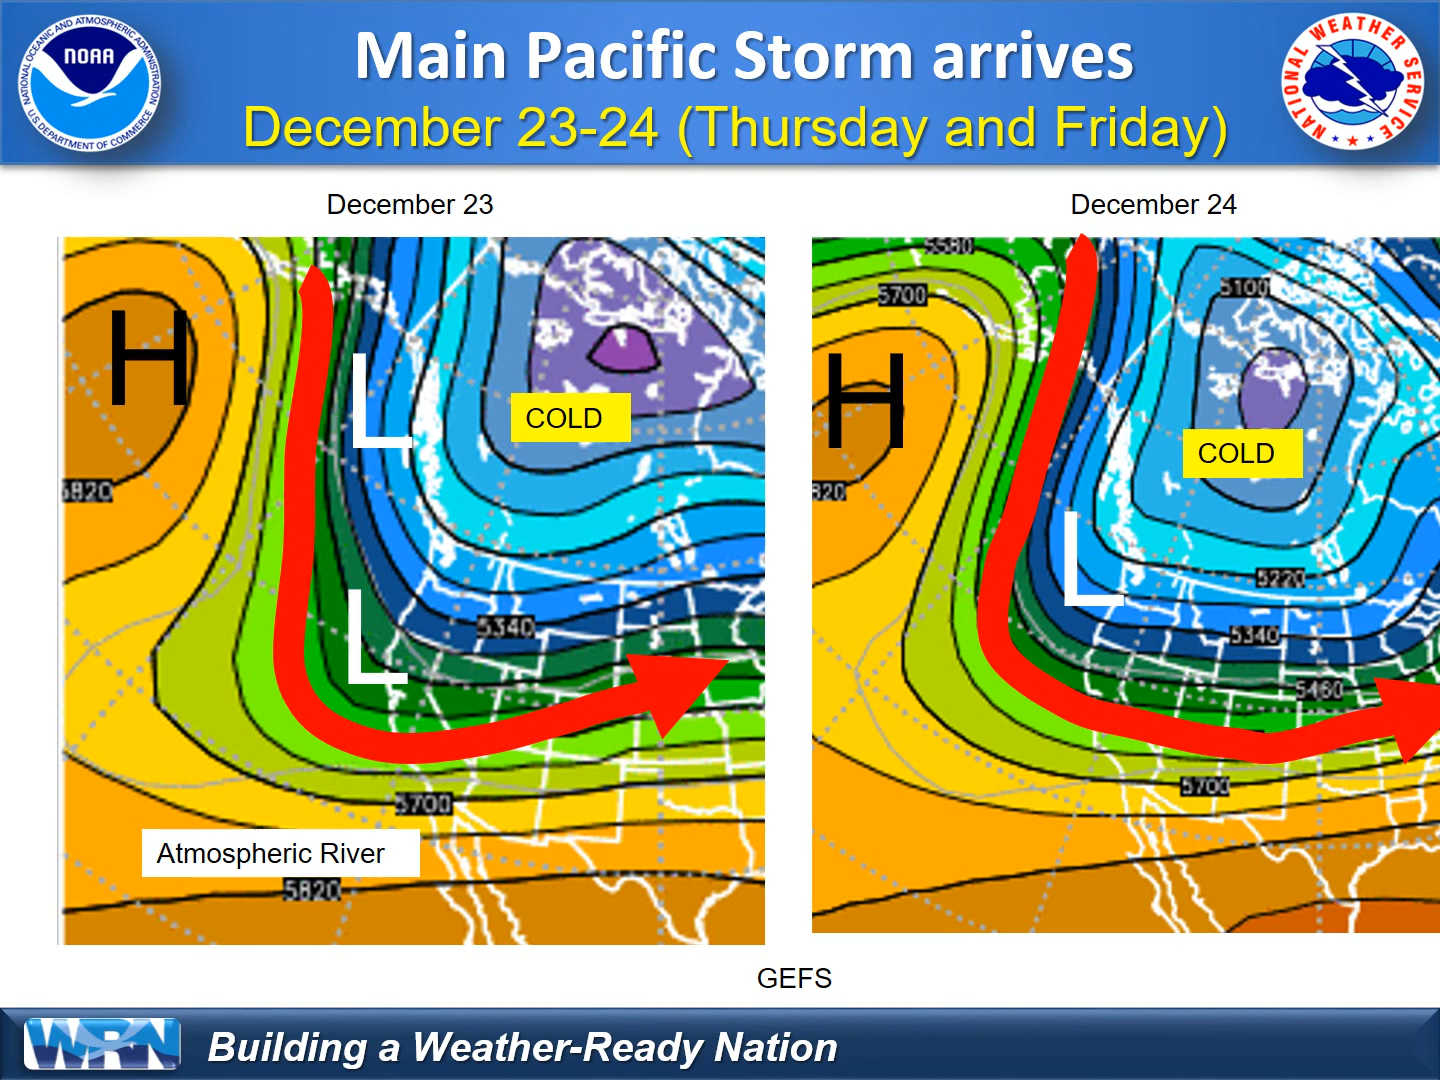 NATIONAL OCEANIC AND ATMOSPHERIC ADMINISTRATION
NOAA
U.S. DEPARTMENT OF COMMERCE
Main Pacific Storm arrives
December 23-24 (Thursday and Friday)
NATIONAL WEATHER SERVICE
December 23
H
L
COLD
5820
L
5340
5700
Atmospheric River
5820
December 24
5580
5700
5100
H
COLD
820
L
5220
5340
5460
5700
GEFS
WRN
Building a Weather-Ready Nation